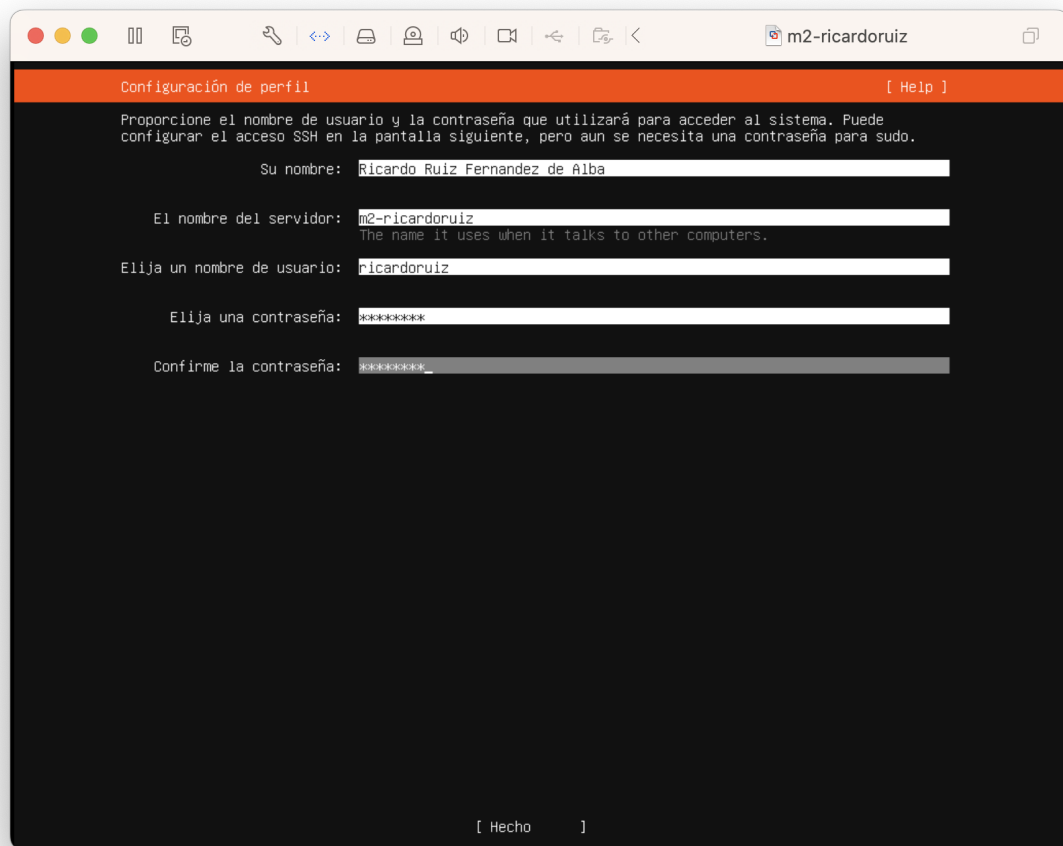 m2-ricardoruiz
Configuración de perfil [ Help ]
Proporcione el nombre de usuario y la contraseña que utilizará para acceder al sistema. Puede
configurar el acceso SSH en la pantalla siguiente, pero aun se necesita una contraseña para sudo.
Su nombre: Ricardo Ruiz Fernandez de Alba
El nombre del servidor: m2-ricardoruiz
The name it uses when it talks to other computers.
Elija un nombre de usuario: ricardoruiz
Elija una contraseña: ********
Confirme la contraseña: ********_
[ Hecho ]